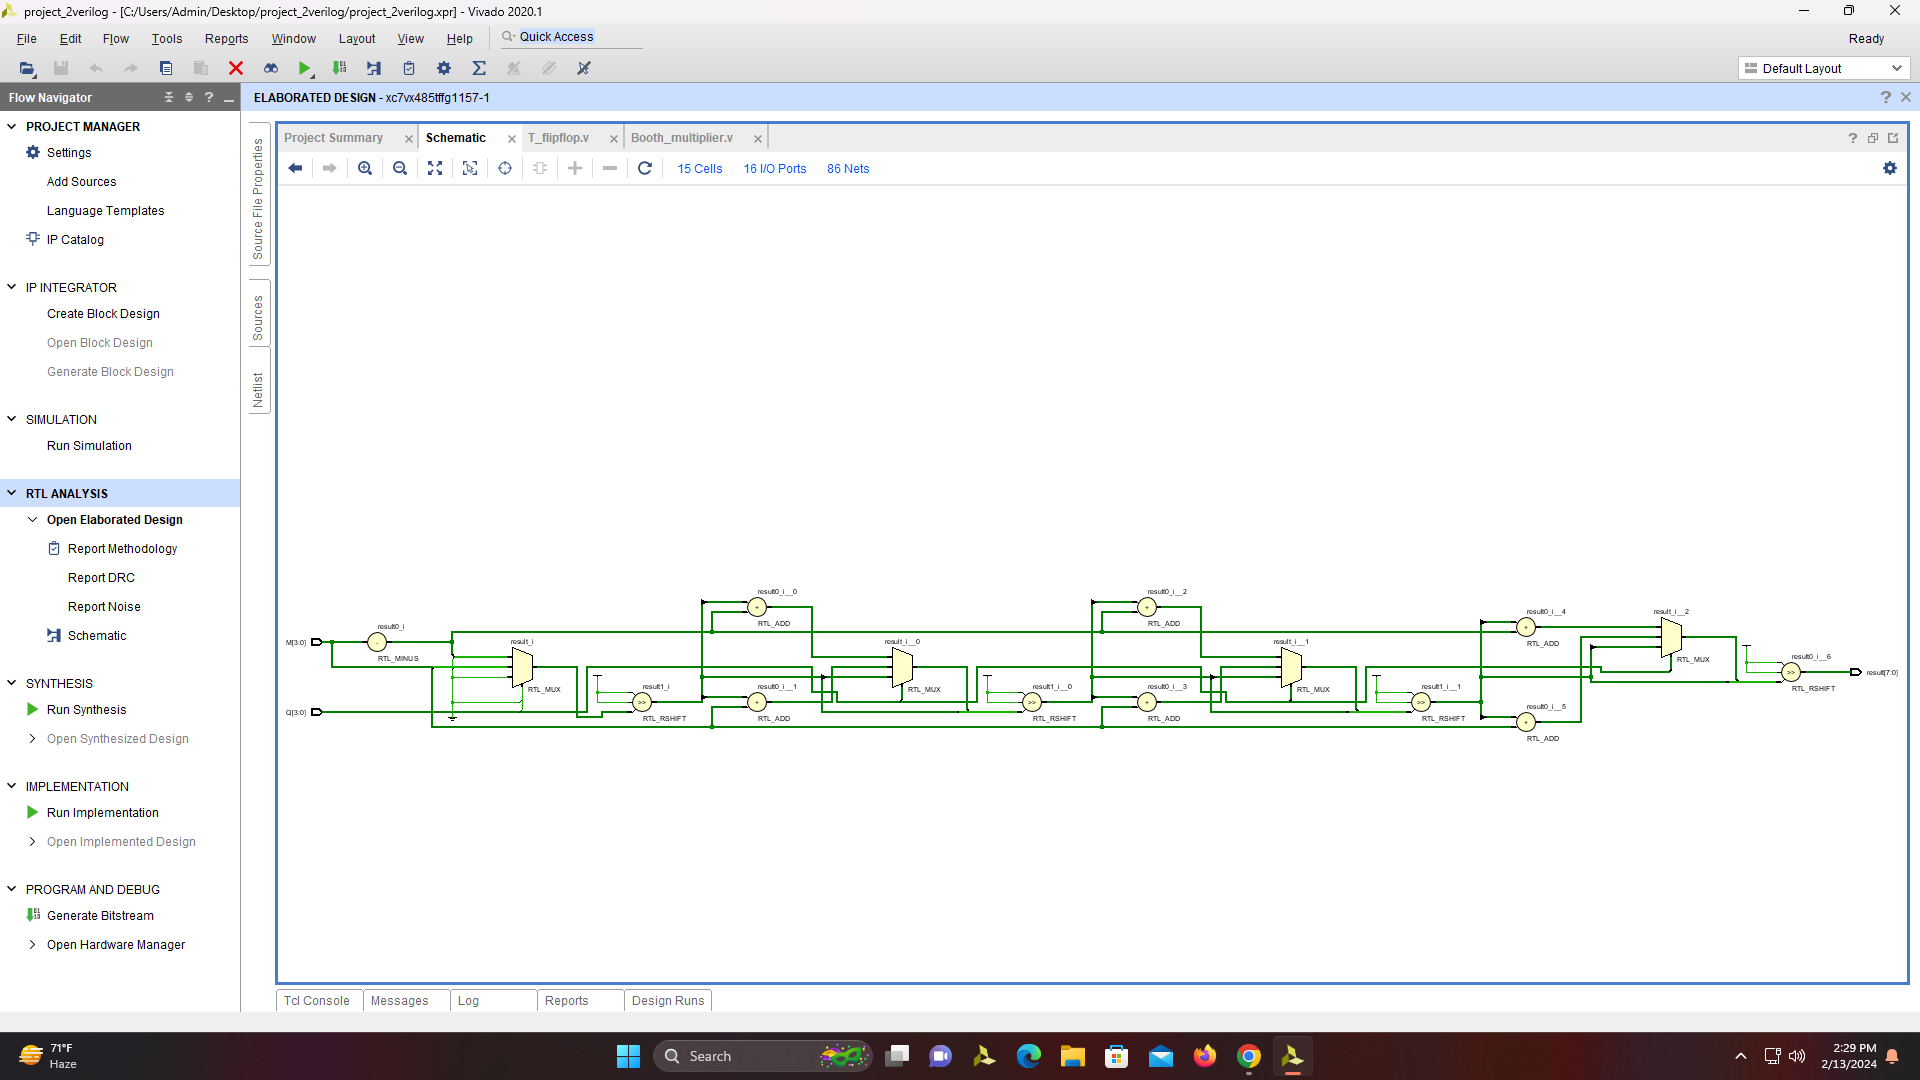 project_2verilog - [C:/Users/Admin/Desktop/project_2verilog/project_2verilog.xpr] - Vivado 2020.1
File Edit Flow Tools Reports Window Layout View Help Quick Access Ready
Default Layout
Flow Navigator
ELABORATED DESIGN - xc7vx485tffg1157-1
PROJECT MANAGER
Settings
Add Sources
Language Templates
IP Catalog
IP INTEGRATOR
Create Block Design
Open Block Design
Generate Block Design
SIMULATION
Run Simulation
RTL ANALYSIS
Open Elaborated Design
Report Methodology
Report DRC
Report Noise
Schematic
SYNTHESIS
Run Synthesis
Open Synthesized Design
IMPLEMENTATION
Run Implementation
Open Implemented Design
PROGRAM AND DEBUG
Generate Bitstream
Open Hardware Manager
Source File Properties
Sources
Netlist
Project Summary Schematic T_flipflop.v Booth_multiplier.v
15 Cells 16 I/O Ports 86 Nets
result0_i__0 result0_i__2
result0_i__4 result_i__2
RTL_ADD RTL_ADD
result0_i
M[3:0] result_i result_i__0 result_i__1 RTL_ADD
RTL_MINUS RTL_MUX result0_i__6
result[7:0]
RTL_MUX result1_i result0_i__1 RTL_MUX result1_i__0 result0_i__3 RTL_MUX result1_i__1 RTL_RSHIFT
Q[3:0] result0_i__5
RTL_RSHIFT RTL_ADD RTL_RSHIFT RTL_ADD RTL_RSHIFT
RTL_ADD
Tcl Console Messages Log Reports Design Runs
71°F
Haze
Search
2:29 PM
2/13/2024